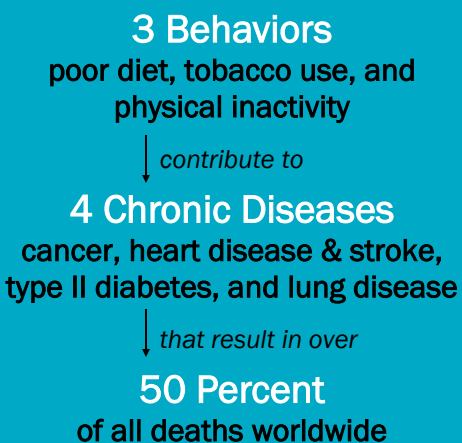 3 Behaviors
poor diet, tobacco use, and
physical inactivity
contribute to
4 Chronic Diseases
cancer, heart disease & stroke,
type II diabetes, and lung disease
that result in over
50 Percent
of all deaths worldwide